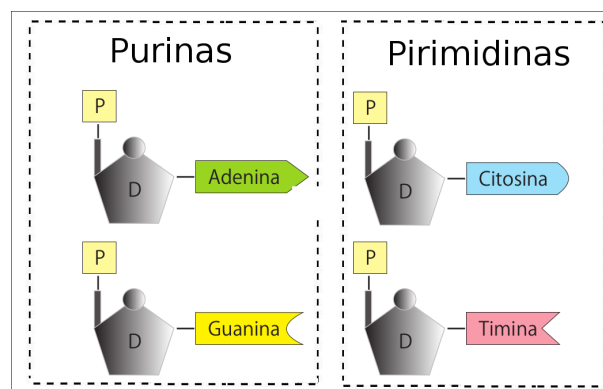 Purinas
P
D
Adenina
P
D
Guanina
Pirimidinas
P
D
Citosina
P
D
Timina